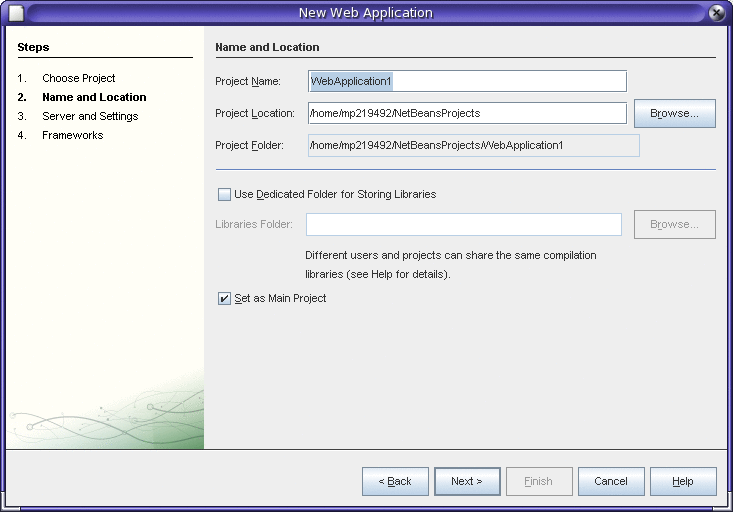 New Web Application
Steps
1. Choose Project
2. Name and Location
3. Server and Settings
4. Frameworks
Name and Location
Project Name: WebApplication1
Project Location: /home/mp219492/NetBeansProjects Browse...
Project Folder: /home/mp219492/NetBeansProjects/WebApplication1
Use Dedicated Folder for Storing Libraries
Libraries Folder: Browse...
Different users and projects can share the same compilation
libraries (see Help for details).
Set as Main Project
< Back Next > Finish Cancel Help